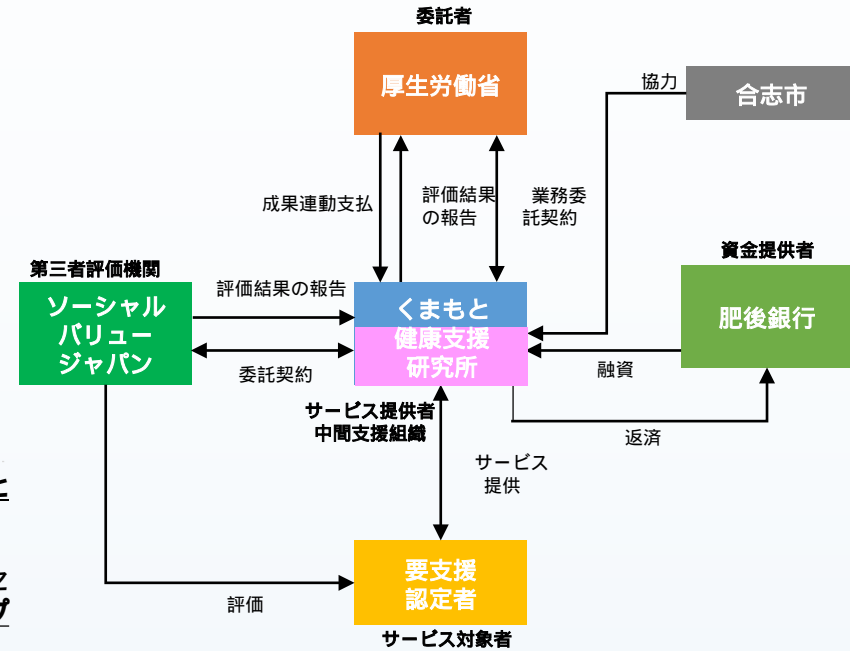 委託者
厚生労働省
協力
合志市
成果連動支払
評価結果
の報告
業務委
託契約
資金提供者
第三者評価機関
ソーシャル
バリュー
ジャパン
評価結果の報告
委託契約
くまもと
健康支援
研究所
肥後銀行
融資
サービス提供者
中間支援組織
返済
サービス
提供
要支援
認定者
評価
サービス対象者